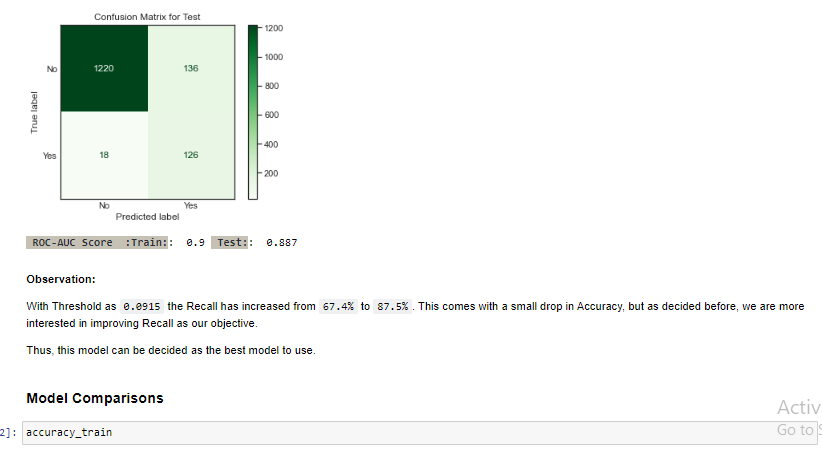 Confusion Matrix for Test
1200
1000
800
600
400
200
No
1220
136
True label
Yes
18
126
No
Yes
Predicted label
ROC-AUC Score  :Train::  0.9  Test::  0.887
Observation:
With Threshold as 0.0915 the Recall has increased from 67.4% to 87.5% . This comes with a small drop in Accuracy, but as decided before, we are more
interested in improving Recall as our objective.
Thus, this model can be decided as the best model to use.
Model Comparisons
Activ
2]: accuracy_train
Go to S